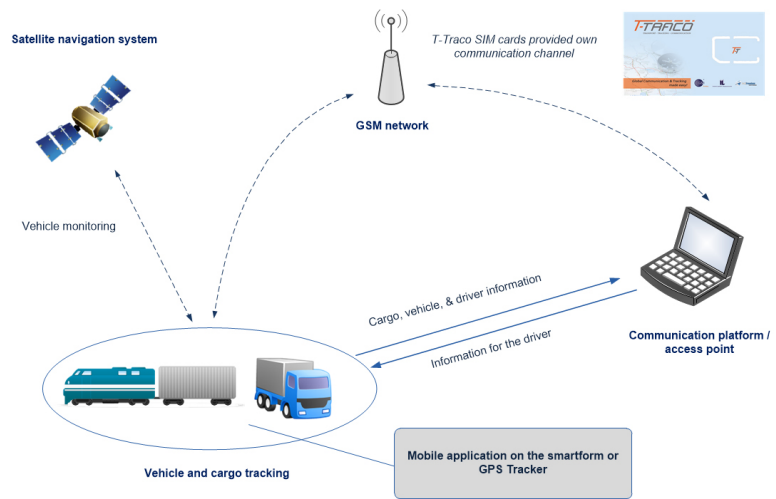 Satellite navigation system
T-Traco SIM cards provided own
communication channel
T-TRACO
GSM network
Vehicle monitoring
Cargo, vehicle, & driver information
Information for the driver
Communication platform /
access point
Mobile application on the smartform or
GPS Tracker
Vehicle and cargo tracking